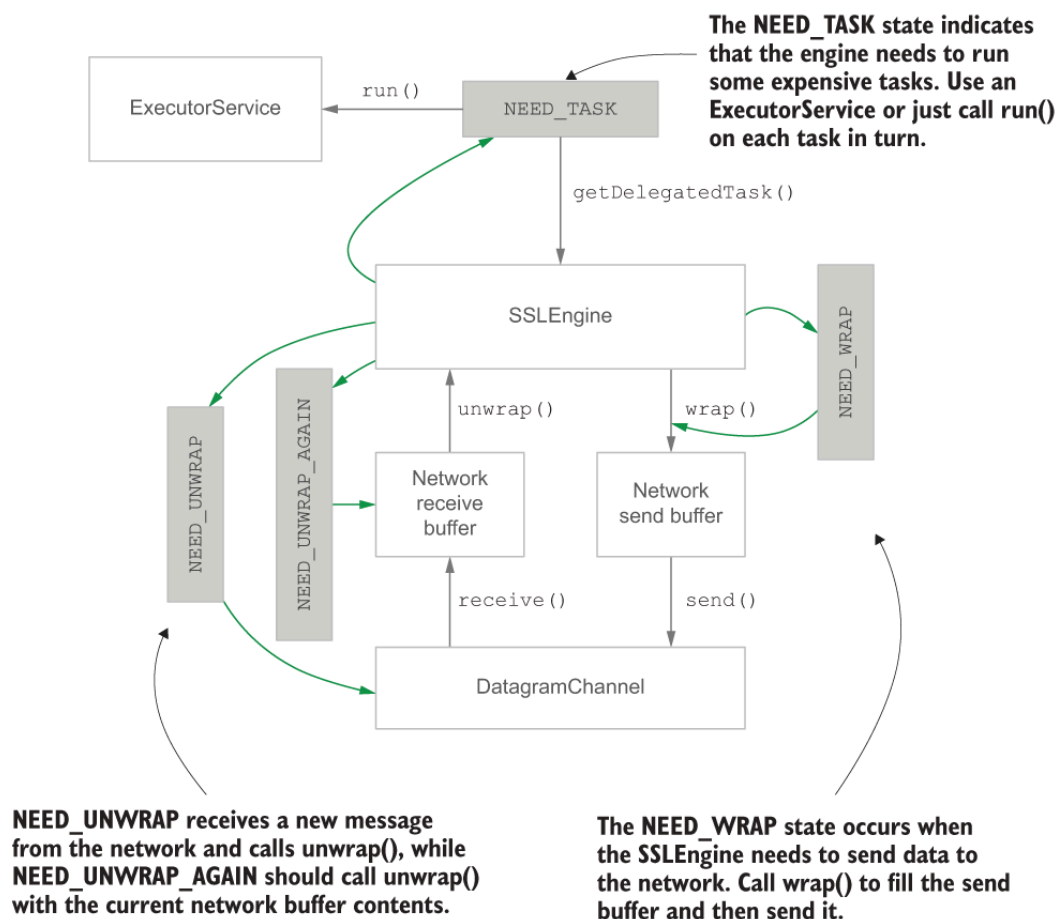 The NEED_TASK state indicates
that the engine needs to run
some expensive tasks. Use an
ExecutorService or just call run()
on each task in turn.
ExecutorService
run()
NEED_TASK
getDelegatedTask()
SSLEngine
NEED_WRAP
NEED_UNWRAP
NEED_UNWRAP_AGAIN
unwrap()
wrap()
Network
receive
buffer
Network
send buffer
receive()
send()
DatagramChannel
NEED_UNWRAP receives a new message
from the network and calls unwrap(), while
NEED_UNWRAP_AGAIN should call unwrap()
with the current network buffer contents.
The NEED_WRAP state occurs when
the SSLEngine needs to send data to
the network. Call wrap() to fill the send
buffer and then send it.